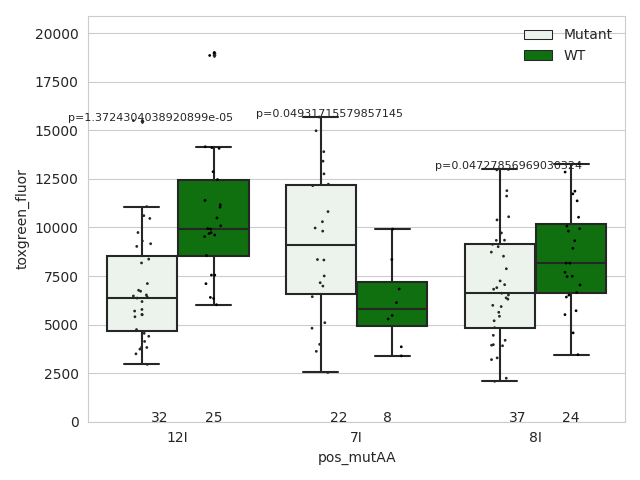 20000
17500
15000
12500
10000
7500
5000
2500
0
toxgreen_fluor
Mutant
WT
p=1.3724304038920899e-05
p=0.04931715579857145
p=0.04727856969030324
32 25 22 8 37 24
12I 7I 8I
pos_mutAA